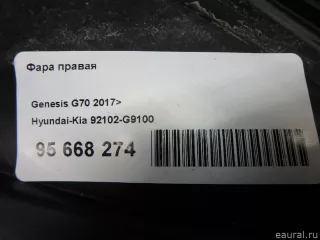 Фара правая
Genesis G70 2017>
Hyundai-Kia 92102-G9100
95 668 274
eaural.ru